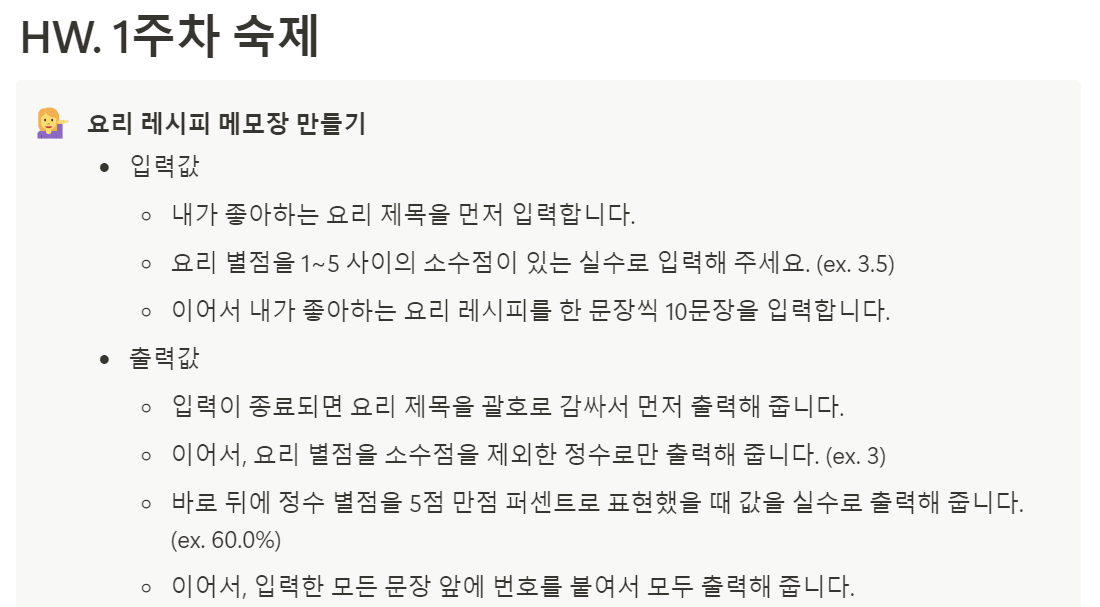 HW. 1주차 숙제
요리 레시피 메모장 만들기
입력값
내가 좋아하는 요리 제목을 먼저 입력합니다.
요리 별점을 1~5 사이의 소수점이 있는 실수로 입력해 주세요. (ex. 3.5)
이어서 내가 좋아하는 요리 레시피를 한 문장씩 10문장을 입력합니다.
출력값
입력이 종료되면 요리 제목을 괄호로 감싸서 먼저 출력해 줍니다.
이어서, 요리 별점을 소수점을 제외한 정수로만 출력해 줍니다. (ex. 3)
바로 뒤에 정수 별점을 5점 만점 퍼센트로 표현했을 때 값을 실수로 출력해 줍니다.
(ex. 60.0%)
이어서, 입력한 모든 문장 앞에 번호를 붙여서 모두 출력해 줍니다.